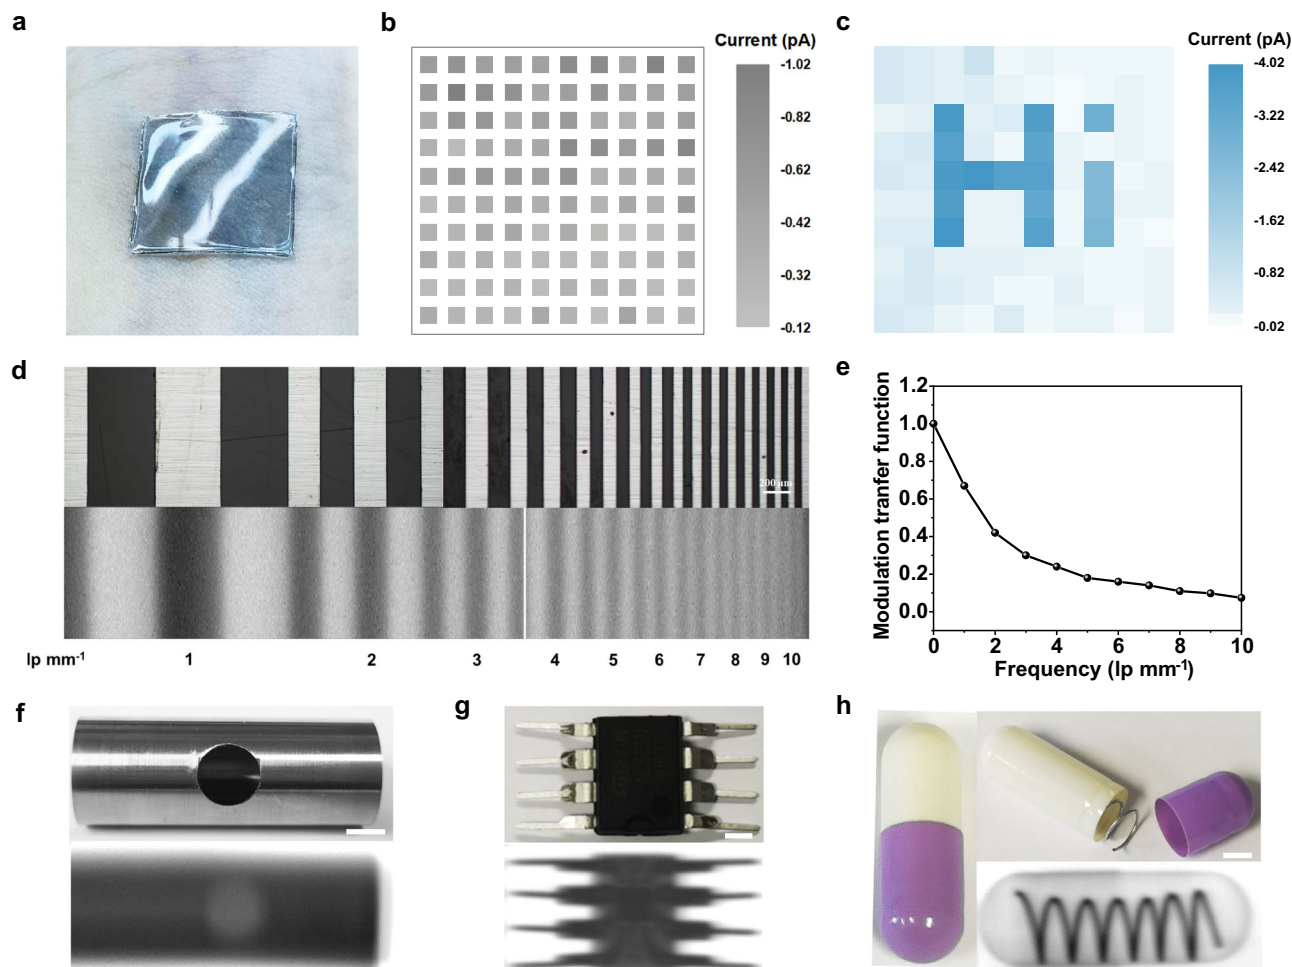 a
b
Current (pA)
-1.02
-0.82
-0.62
-0.42
-0.32
-0.12
c
Current (pA)
-4.02
-3.22
-2.42
-1.62
-0.82
-0.02
Hi
d
200 μm
lp mm-1 1 2 3 4 5 6 7 8 9 10
e
Modulation tranfer function
1.2
1.0
0.8
0.6
0.4
0.2
0.0
0 2 4 6 8 10
Frequency (lp mm-1)
f
g
h